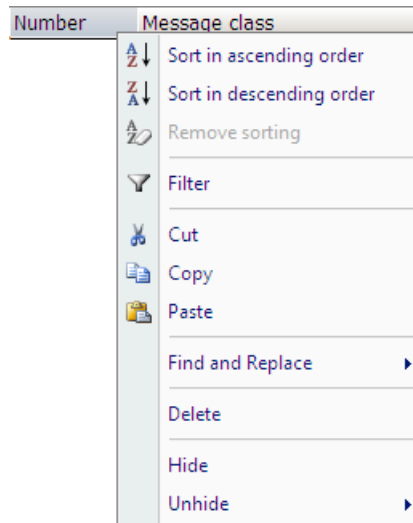 Number Message class
Sort in ascending order
Sort in descending order
Remove sorting
Filter
Cut
Copy
Paste
Find and Replace
Delete
Hide
Unhide